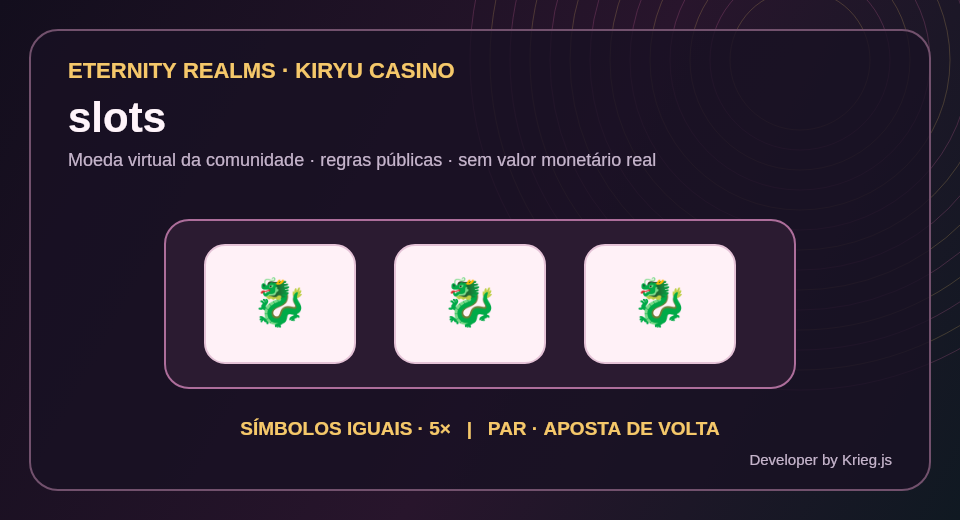 ETERNITY REALMS · KIRYU CASINO
slots
Moeda virtual da comunidade · regras públicas · sem valor monetário real
SÍMBOLOS IGUAIS · 5× | PAR · APOSTA DE VOLTA
Developer by Krieg.js